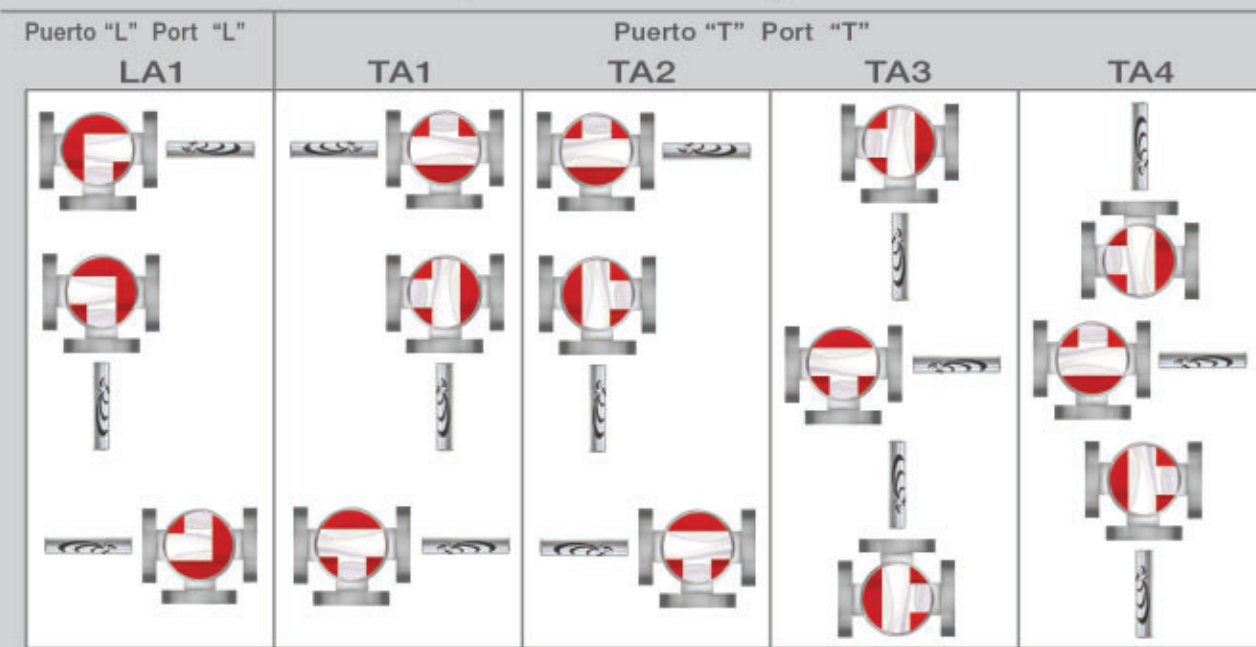 Puerto “L” Port “L”
Puerto “T” Port “T”
LA1
TA1
TA2
TA3
TA4